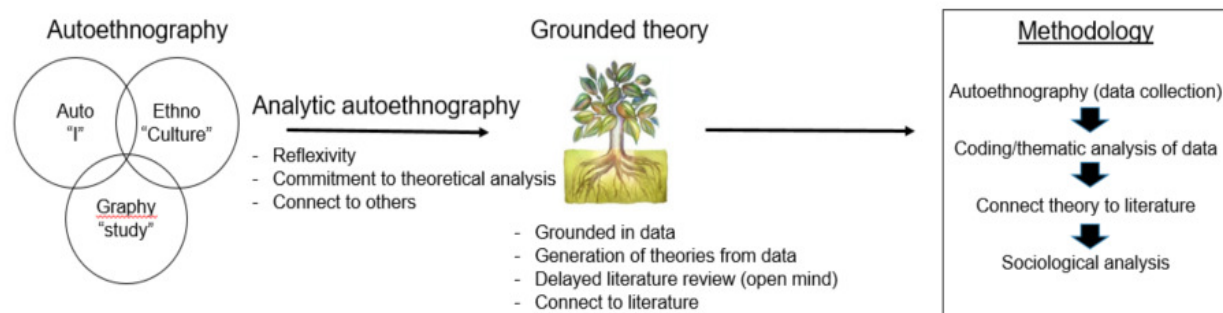 Autoethnography
Auto
“I”
Ethno
“Culture”
Graphy
“study”
Analytic autoethnography
- Reflexivity
- Commitment to theoretical analysis
- Connect to others
Grounded theory
- Grounded in data
- Generation of theories from data
- Delayed literature review (open mind)
- Connect to literature
Methodology
Autoethnography (data collection)
Coding/thematic analysis of data
Connect theory to literature
Sociological analysis